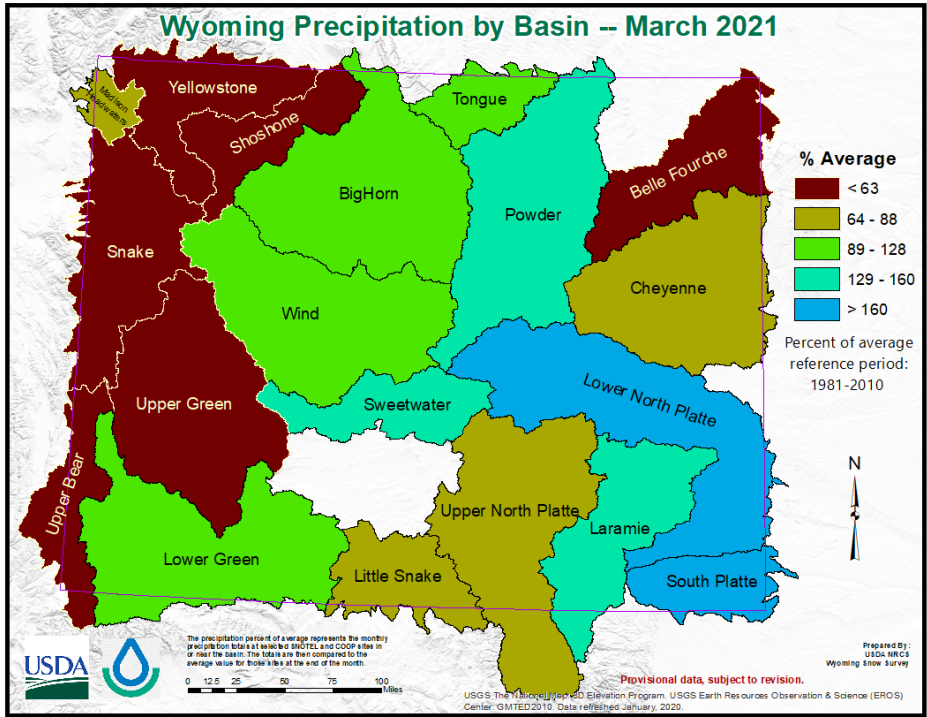 Wyoming Precipitation by Basin -- March 2021
Yellowstone
Madison
Headwaters
Shoshone
Tongue
BigHorn
Powder
Belle Fourche
Snake
Wind
Cheyenne
Upper Green
Sweetwater
Lower North Platte
Upper Bear
Upper North Platte
Laramie
Lower Green
Little Snake
South Platte
% Average
< 63
64 - 88
89 - 128
129 - 160
> 160
Percent of average
reference period:
1981-2010
N
USDA
The precipitation percent of average represents the monthly
precipitation totals at selected SNOTEL and COOP sites in
or near the basin. The totals are then compared to the
average value for those sites at the end of the month.
0 12.5 25 50 75 100
Miles
Prepared By:
USDA NRCS
Wyoming Snow Survey
Provisional data, subject to revision.
USGS The National Map: 3D Elevation Program. USGS Earth Resources Observation & Science (EROS)
Center: GMTED2010. Data refreshed January, 2020.